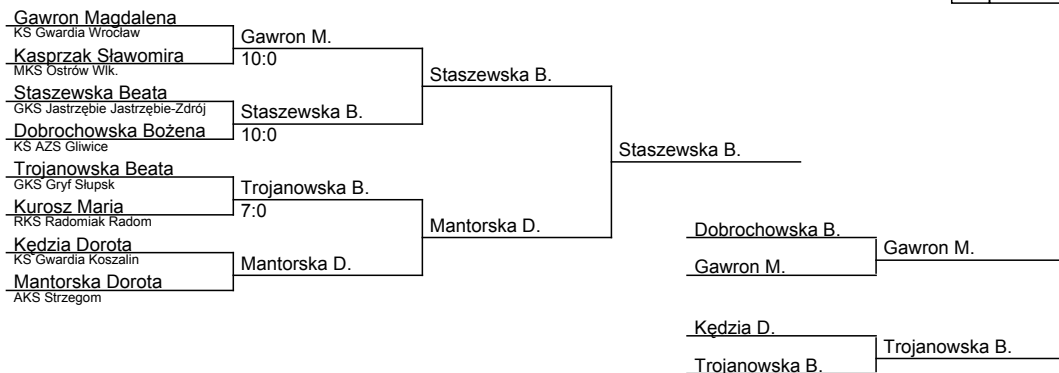 Gawron Magdalena
KS Gwardia Wrocław
Kasprzak Sławomira
MKS Ostrów Wlk.
Staszewska Beata
GKS Jastrzębie Jastrzębie-Zdrój
Dobrochowska Bożena
KS AZS Gliwice
Trojanowska Beata
GKS Gryf Słupsk
Kurosz Maria
RKS Radomiak Radom
Kędzia Dorota
KS Gwardia Koszalin
Mantorska Dorota
AKS Strzegom
Gawron M.
10:0
Staszewska B.
10:0
Trojanowska B.
7:0
Mantorska D.
Staszewska B.
Mantorska D.
Staszewska B.
Dobrochowska B.
Gawron M.
Gawron M.
Kędzia D.
Trojanowska B.
Trojanowska B.